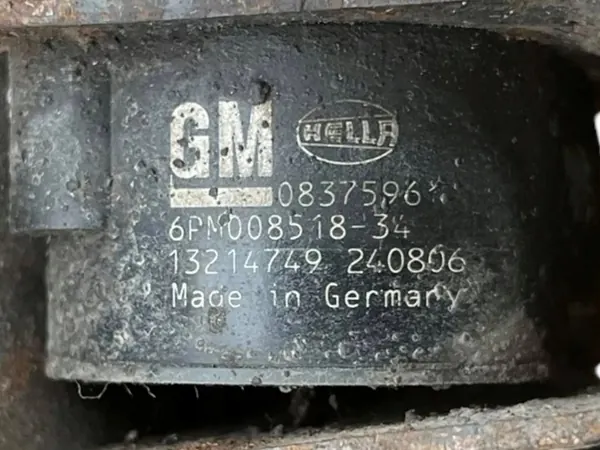 GM HELLA
0837596*
6PM008518-34
13214749 240806
Made in Germany